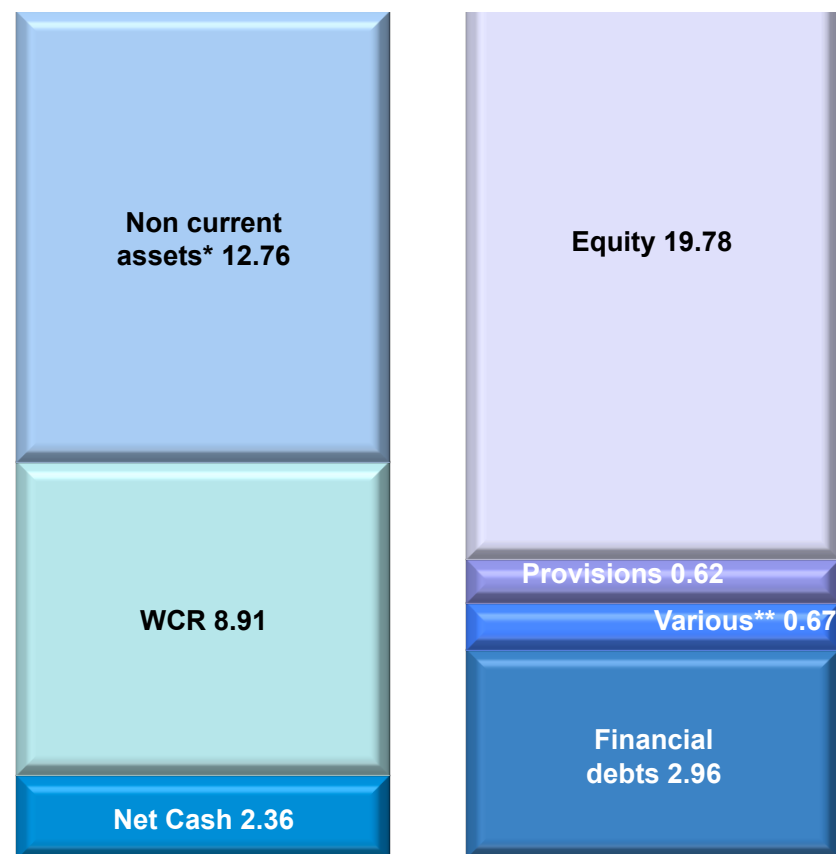 Non current
assets* 12.76
WCR 8.91
Net Cash 2.36
Equity 19.78
Provisions 0.62
Various** 0.67
Financial
debts 2.96